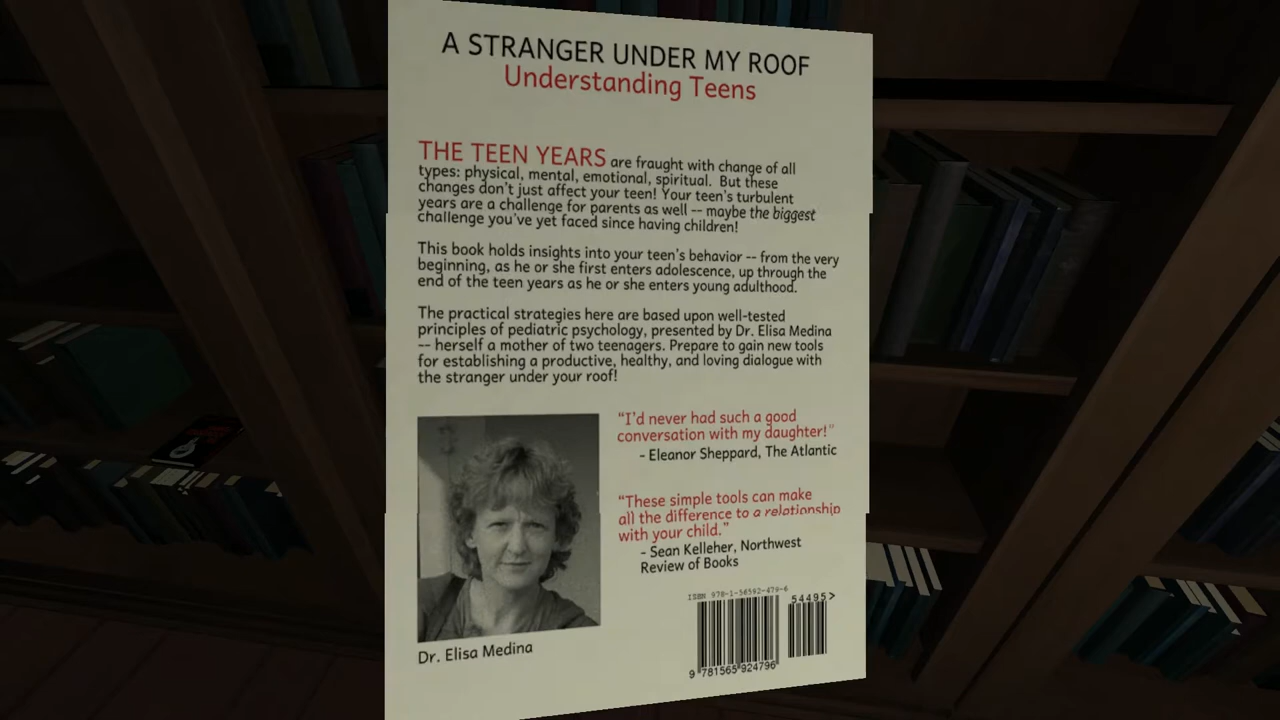 A STRANGER UNDER MY ROOF
Understanding Teens
THE TEEN YEARS are fraught with change of all
types: physical, mental, emotional, spiritual. But these
changes don't just affect your teen! Your teen's turbulent
years are a challenge for parents as well -- maybe the biggest
challenge you've yet faced since having children!
This book holds insights into your teen's behavior -- from the very
beginning, as he or she first enters adolescence, up through the
end of the teen years as he or she enters young adulthood.
The practical strategies here are based upon well-tested
principles of pediatric psychology, presented by Dr. Elisa Medina
-- herself a mother of two teenagers. Prepare to gain new tools
for establishing a productive, healthy, and loving dialogue with
the stranger under your roof!
"I'd never had such a good
conversation with my daughter!"
- Eleanor Sheppard, The Atlantic
"These simple tools can make
all the difference to a relationship
with your child."
- Sean Kelleher, Northwest
Review of Books
Dr. Elisa Medina
ISBN 978-1-56592-479-6
54495>
9 781565 924796